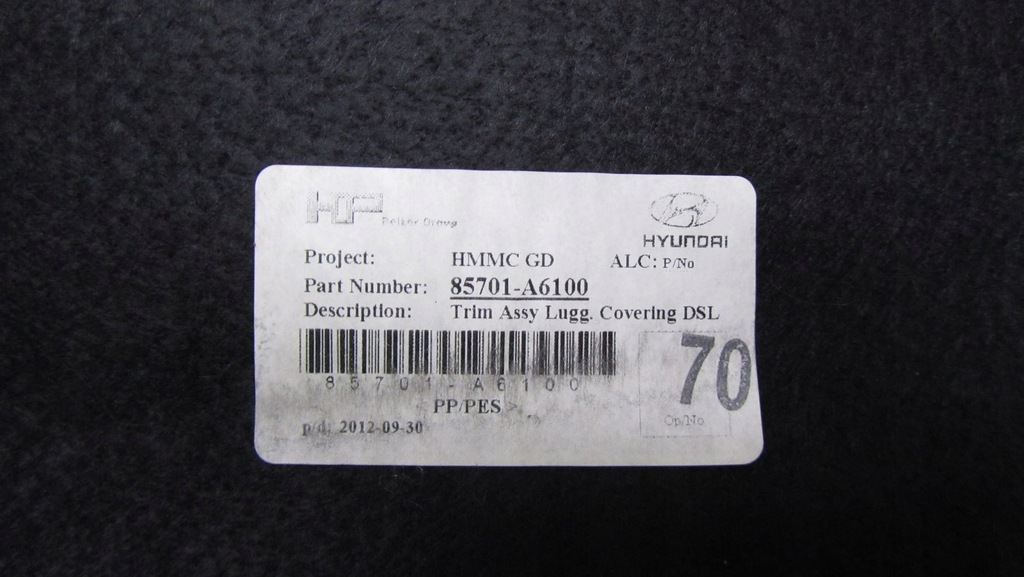 HP Pelzer Group
HYUNDAI
Project: HMMC GD ALC: P/No
Part Number: 85701-A6100
Description: Trim Assy Lugg. Covering DSL
85701-A6100
70
PP/PES >
Op/No
p/d: 2012-09-30